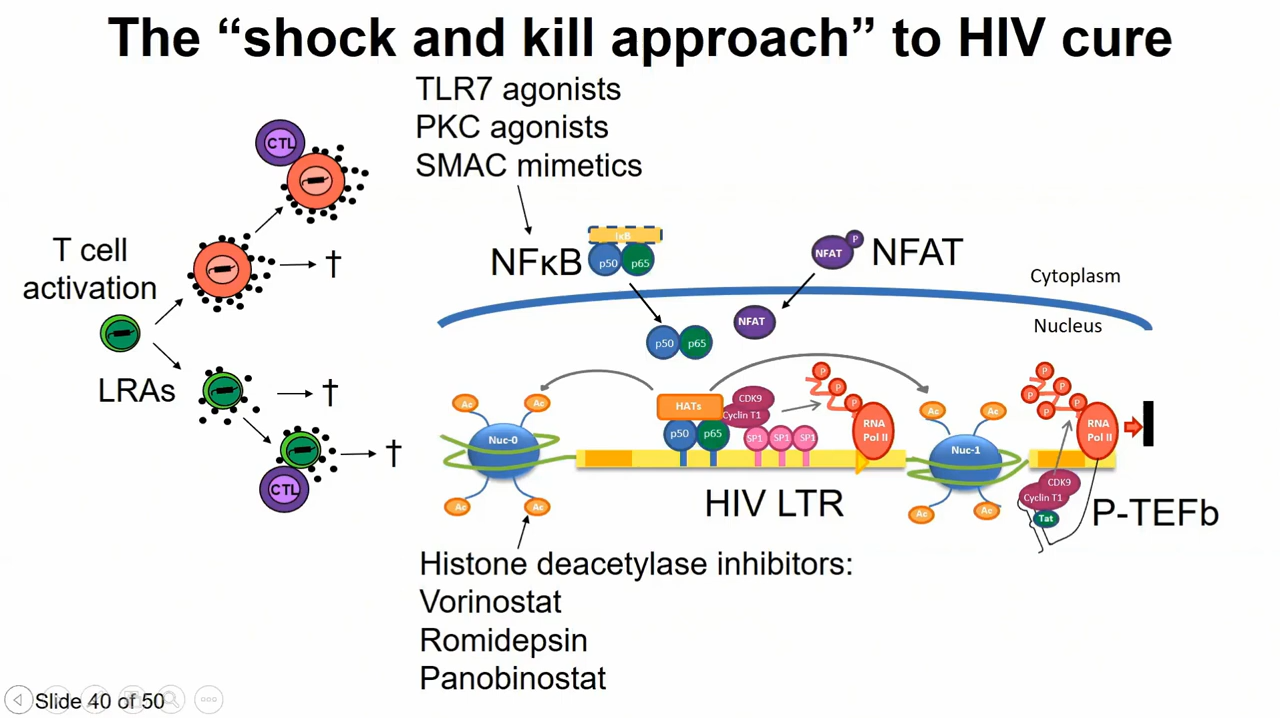 The “shock and kill approach” to HIV cure
TLR7 agonists
PKC agonists
SMAC mimetics
CTL
T cell
activation
†
LRAs
†
†
CTL
NFκB
IκB
p50
p65
NFAT
P
NFAT
Cytoplasm
Nucleus
p50
p65
NFAT
Ac
Ac
Nuc-0
Ac
Ac
HATs
p50
p65
CDK9
Cyclin T1
SP1
SP1
SP1
P
P
P
RNA
Pol II
HIV LTR
Ac
Ac
Nuc-1
Ac
Ac
P
P
P
P
P
RNA
Pol II
CDK9
Cyclin T1
Tat
P-TEFb
Histone deacetylase inhibitors:
Vorinostat
Romidepsin
Panobinostat
Slide 40 of 50